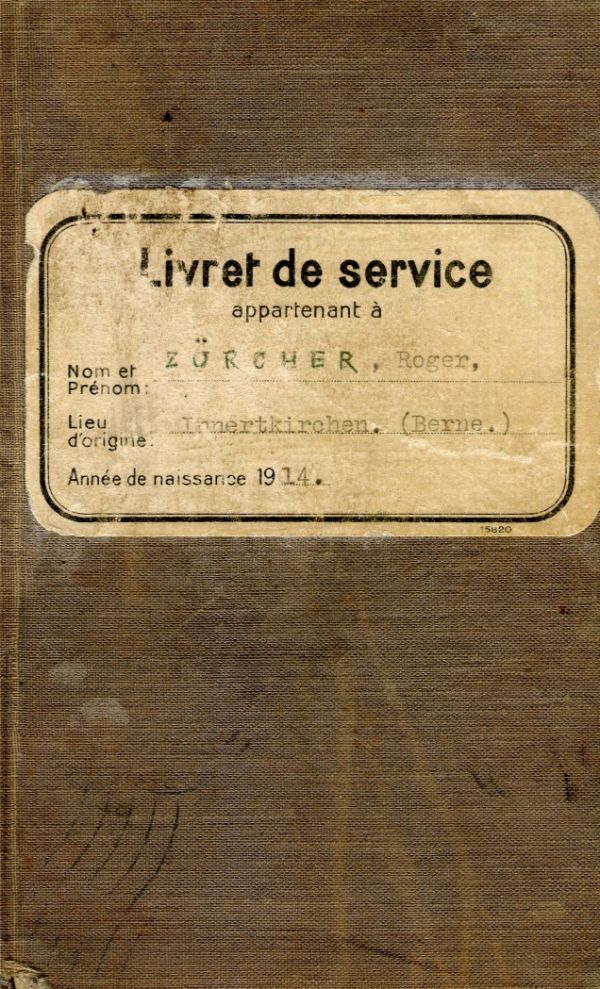 Livret de service
appartenant à
Nom et Prénom: ZÜRCHER, Roger,
Lieu d'origine: Innertkirchen. (Berne.)
Année de naissance 1914.
15820